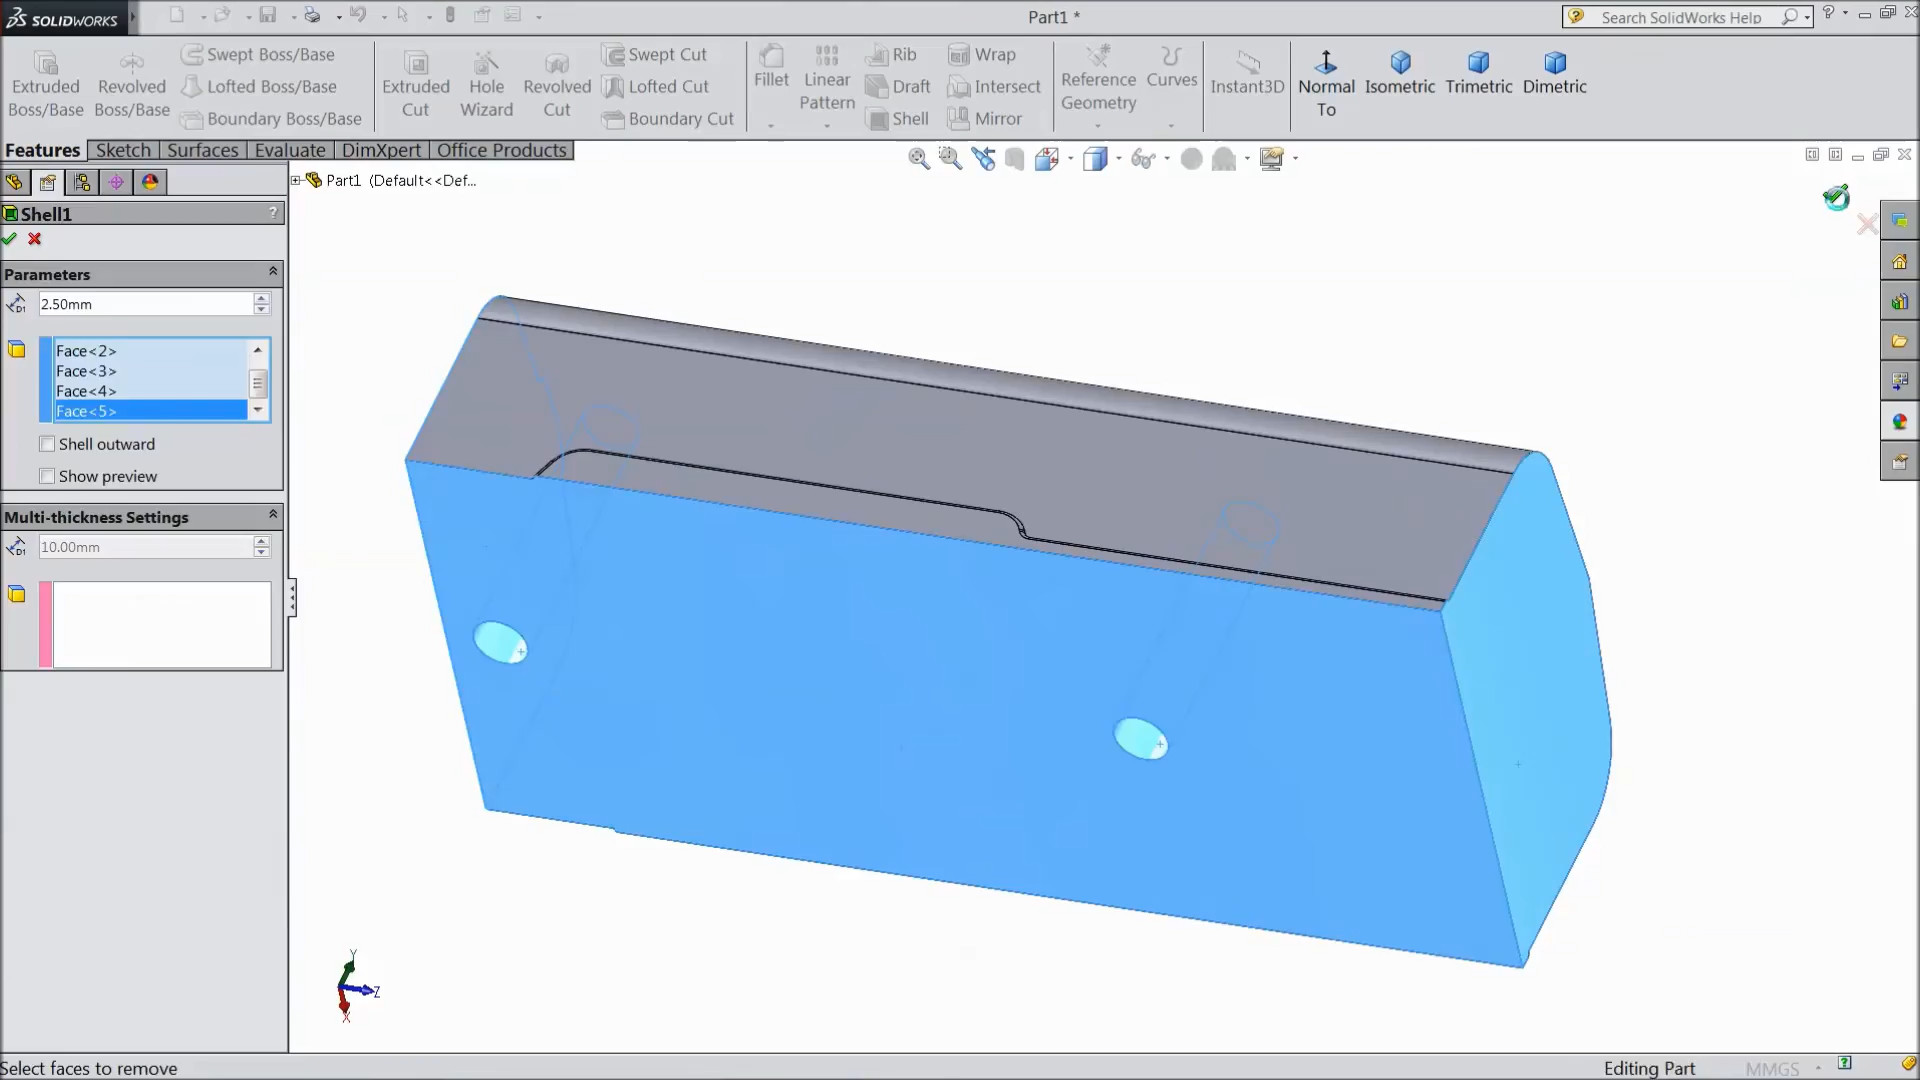 SOLIDWORKS
Part1 *
Search SolidWorks Help
Extruded Boss/Base
Revolved Boss/Base
Swept Boss/Base
Lofted Boss/Base
Boundary Boss/Base
Extruded Cut
Hole Wizard
Revolved Cut
Swept Cut
Lofted Cut
Boundary Cut
Fillet
Linear Pattern
Rib
Draft
Shell
Wrap
Intersect
Mirror
Reference Geometry
Curves
Instant3D
Normal To
Isometric
Trimetric
Dimetric
Features
Sketch
Surfaces
Evaluate
DimXpert
Office Products
Part1 (Default<<Def...
Shell1
?
Parameters
D1
2.50mm
Face<2>
Face<3>
Face<4>
Face<5>
Shell outward
Show preview
Multi-thickness Settings
D1
10.00mm
Y
Z
X
Select faces to remove
Editing Part
MMGS